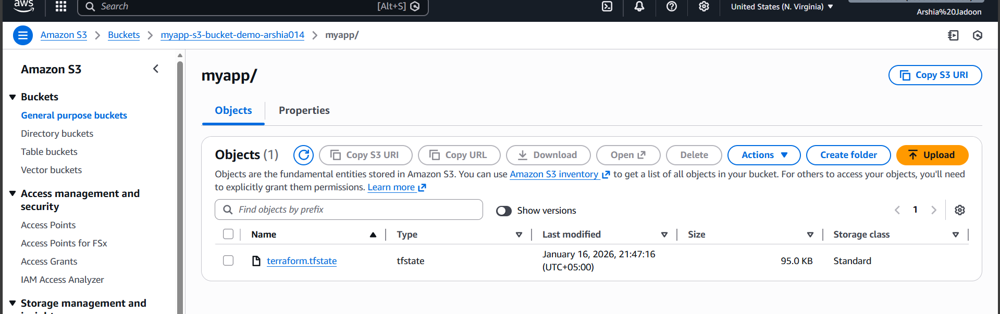 aws
Search [Alt+S]
United States (N. Virginia)
Arshia%20Jadoon
Amazon S3 > Buckets > myapp-s3-bucket-demo-arshia014 > myapp/
Amazon S3
Buckets
General purpose buckets
Directory buckets
Table buckets
Vector buckets
Access management and
security
Access Points
Access Points for FSx
Access Grants
IAM Access Analyzer
Storage management and
myapp/
Copy S3 URI
Objects
Properties
Objects (1)
Copy S3 URI
Copy URL
Download
Open
Delete
Actions
Create folder
Upload
Objects are the fundamental entities stored in Amazon S3. You can use Amazon S3 inventory to get a list of all objects in your bucket. For others to access your objects, you'll need
to explicitly grant them permissions. Learn more
Find objects by prefix
Show versions
1
Name
Type
Last modified
Size
Storage class
terraform.tfstate
tfstate
January 16, 2026, 21:47:16
(UTC+05:00)
95.0 KB
Standard